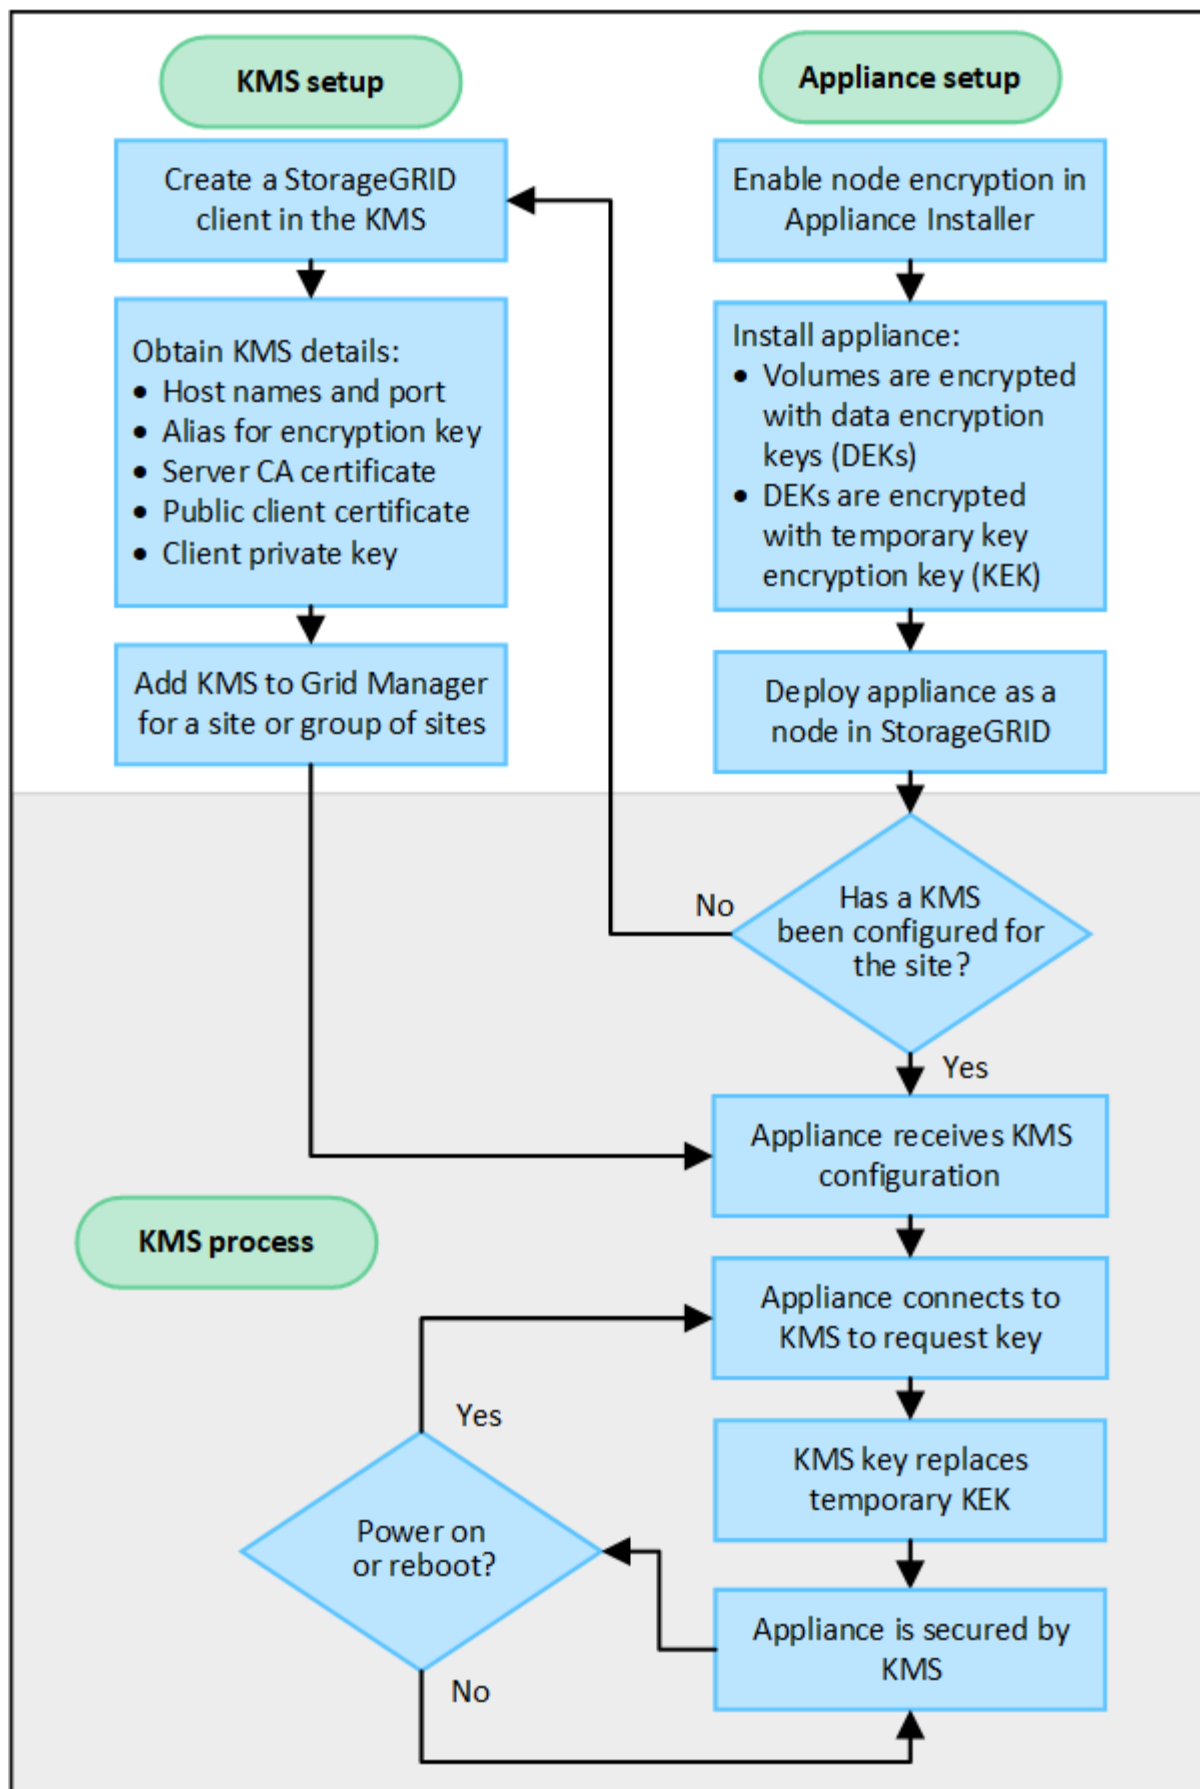 KMS setup
Create a StorageGRID
client in the KMS
Obtain KMS details:
• Host names and port
• Alias for encryption key
• Server CA certificate
• Public client certificate
• Client private key
Add KMS to Grid Manager
for a site or group of sites
Appliance setup
Enable node encryption in
Appliance Installer
Install appliance:
• Volumes are encrypted
with data encryption
keys (DEKs)
• DEKs are encrypted
with temporary key
encryption key (KEK)
Deploy appliance as a
node in StorageGRID
Has a KMS
been configured for
the site?
No
Yes
Appliance receives KMS
configuration
KMS process
Appliance connects to
KMS to request key
KMS key replaces
temporary KEK
Appliance is secured by
KMS
Power on
or reboot?
Yes
No